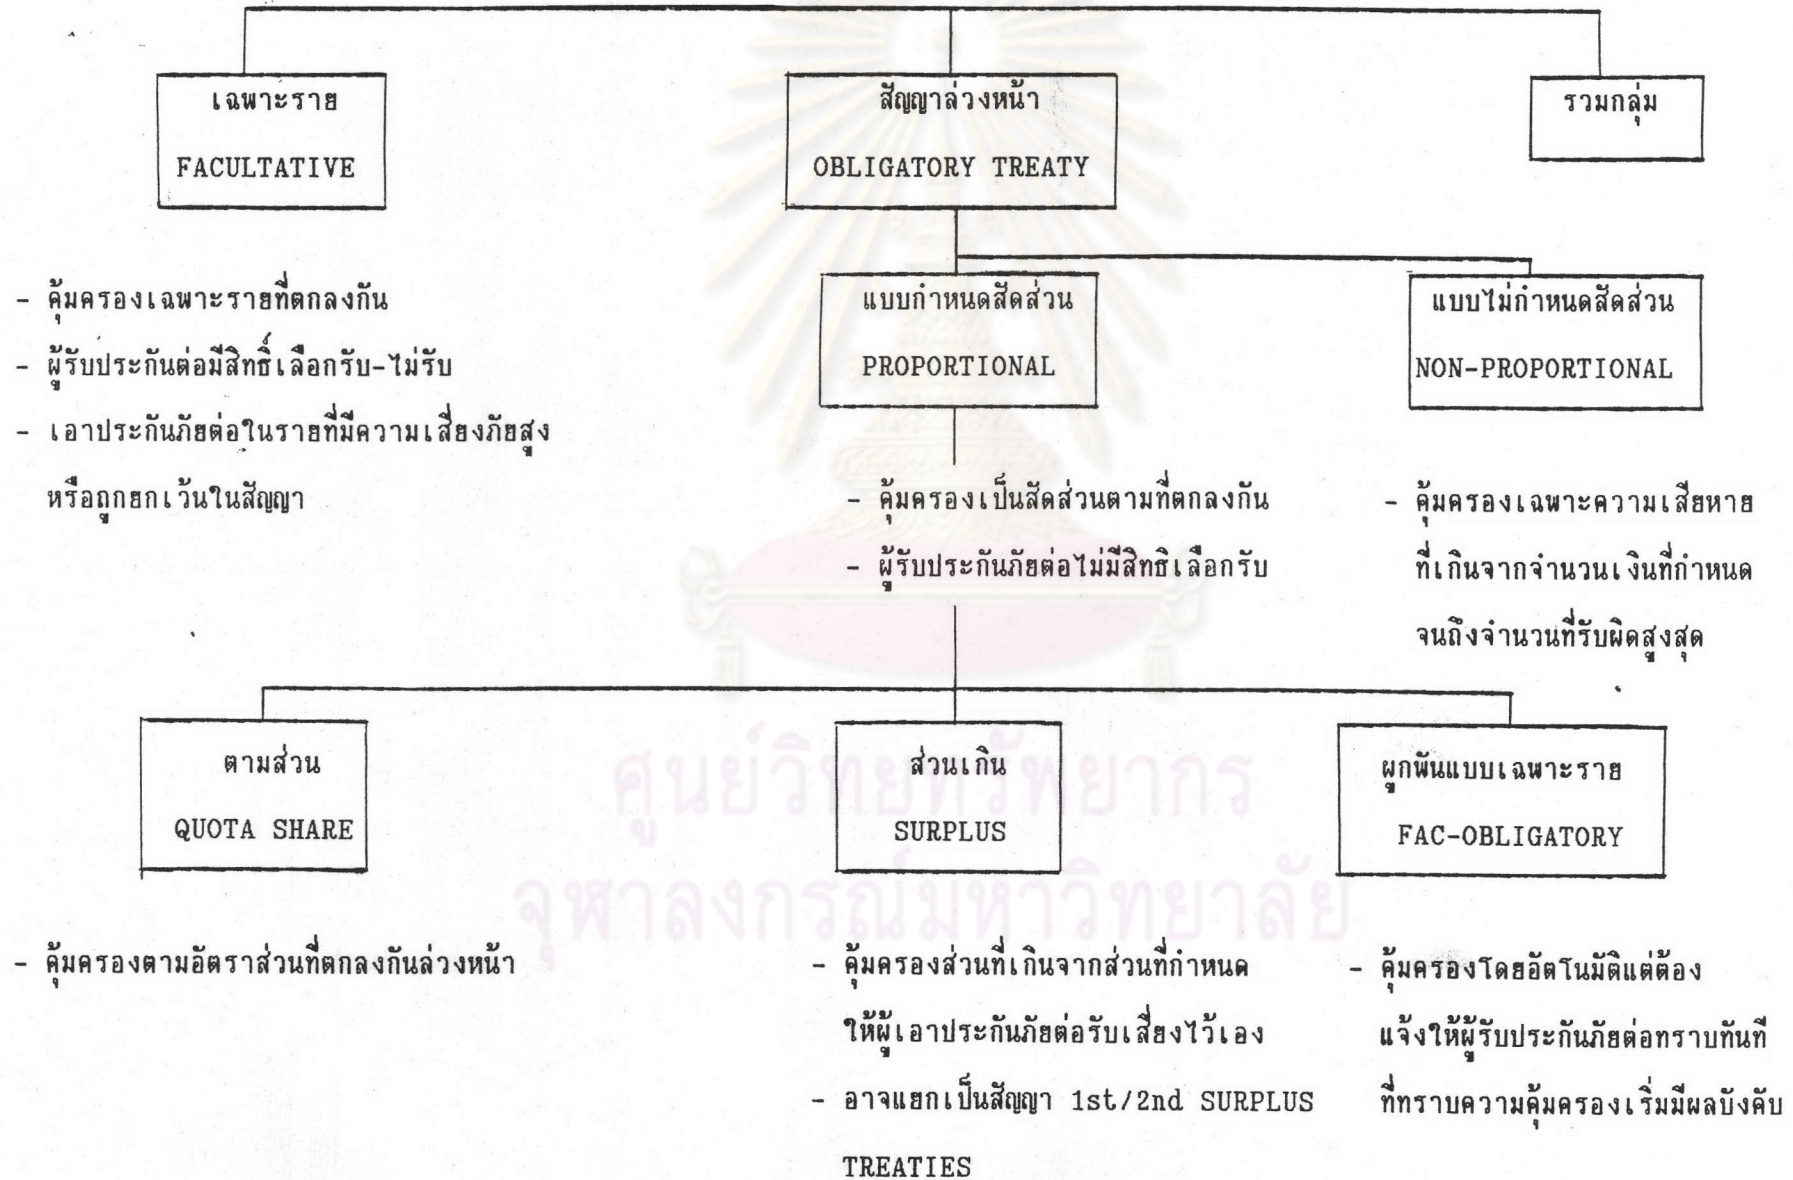 เฉพาะราย
FACULTATIVE
สัญญาล่วงหน้า
OBLIGATORY TREATY
รวมกลุ่ม
- คุ้มครองเฉพาะรายที่ตกลงกัน
- ผู้รับประกันต่อมีสิทธิ์เลือกรับ-ไม่รับ
- เอาประกันภัยต่อในรายที่มีความเสี่ยงภัยสูง
หรือถูกยกเว้นในสัญญา
แบบกำหนดสัดส่วน
PROPORTIONAL
แบบไม่กำหนดสัดส่วน
NON-PROPORTIONAL
- คุ้มครองเป็นสัดส่วนตามที่ตกลงกัน
- ผู้รับประกันภัยต่อไม่มีสิทธิเลือกรับ
- คุ้มครองเฉพาะความเสียหาย
ที่เกินจากจำนวนเงินที่กำหนด
จนถึงจำนวนที่รับผิดสูงสุด
ตามส่วน
QUOTA SHARE
ส่วนเกิน
SURPLUS
ผูกพันแบบเฉพาะราย
FAC-OBLIGATORY
ศูนย์วิทยทรัพยากร
จุฬาลงกรณ์มหาวิทยาลัย
- คุ้มครองตามอัตราส่วนที่ตกลงกันล่วงหน้า
- คุ้มครองส่วนที่เกินจากส่วนที่กำหนด
ให้ผู้เอาประกันภัยต่อรับเสี่ยงไว้เอง
- อาจแยกเป็นสัญญา 1st/2nd SURPLUS
TREATIES
- คุ้มครองโดยอัตโนมัติแต่ต้อง
แจ้งให้ผู้รับประกันภัยต่อทราบทันที
ที่ทราบความคุ้มครองเริ่มมีผลบังคับ